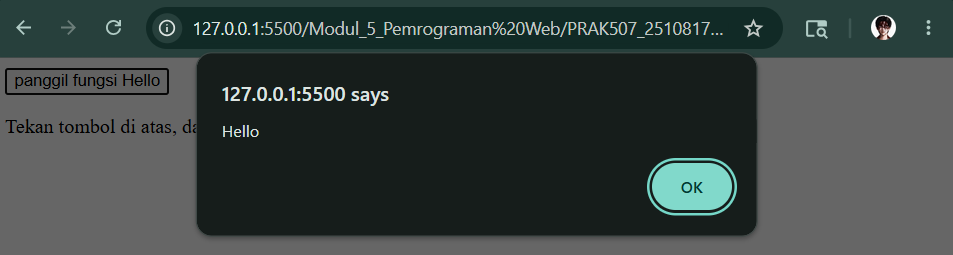 127.0.0.1:5500/Modul_5_Pemrograman%20Web/PRAK507_2510817...
panggil fungsi Hello
Tekan tombol di atas, da
127.0.0.1:5500 says
Hello
OK